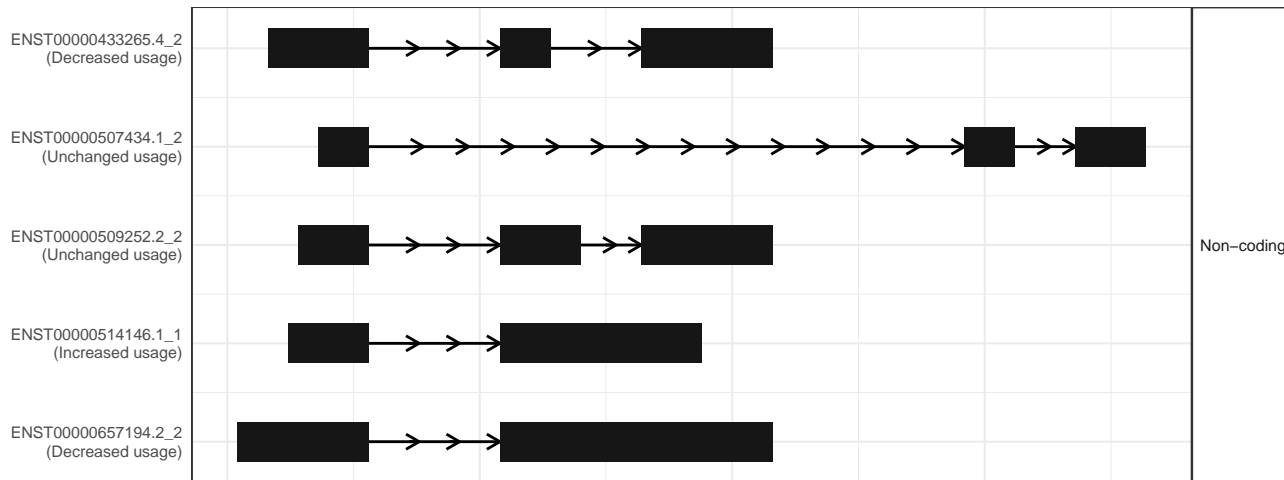 ENST00000433265.4_2
(Decreased usage)
ENST00000507434.1_2
(Unchanged usage)
ENST00000509252.2_2
(Unchanged usage)
Non−coding
ENST00000514146.1_1
(Increased usage)
ENST00000657194.2_2
(Decreased usage)